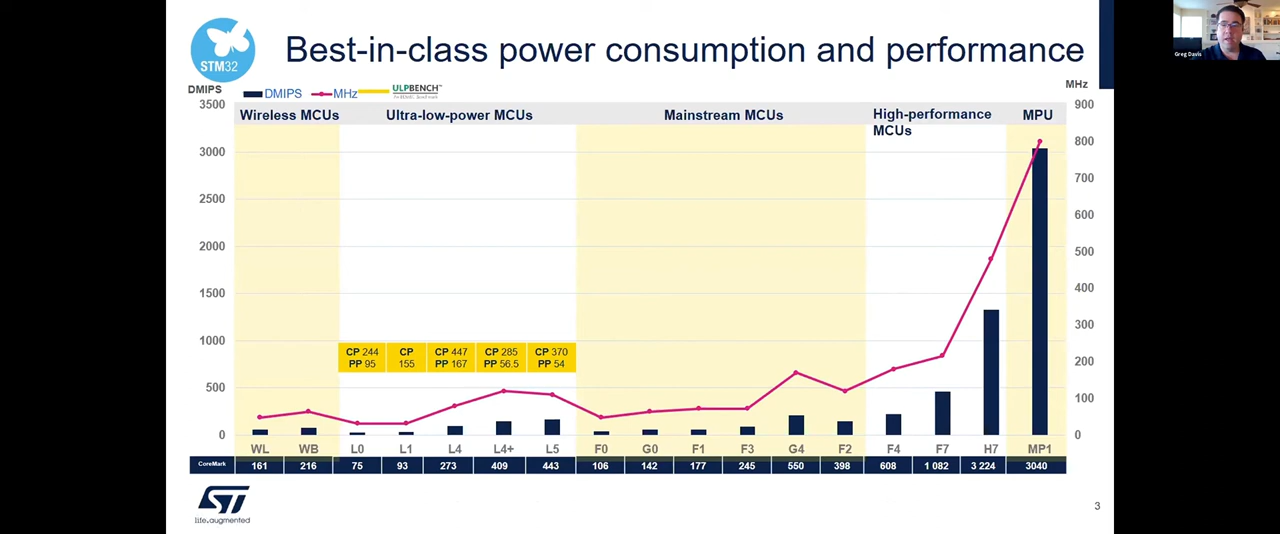 Best-in-class power consumption and performance
STM32
Greg Davis
DMIPS
DMIPS MHz ULPBENCH™
MHz
Wireless MCUs Ultra-low-power MCUs Mainstream MCUs High-performance MCUs MPU
3500 900
3000 800
700
2500 600
2000 500
1500 400
300
1000 200
500 100
0 0
CP 244 CP CP 447 CP 285 CP 370
PP 95 155 PP 167 PP 56.5 PP 54
WL WB L0 L1 L4 L4+ L5 F0 G0 F1 F3 G4 F2 F4 F7 H7 MP1
CoreMark 161 216 75 93 273 409 443 106 142 177 245 550 398 608 1 082 3 224 3040
ST
life.augmented
3